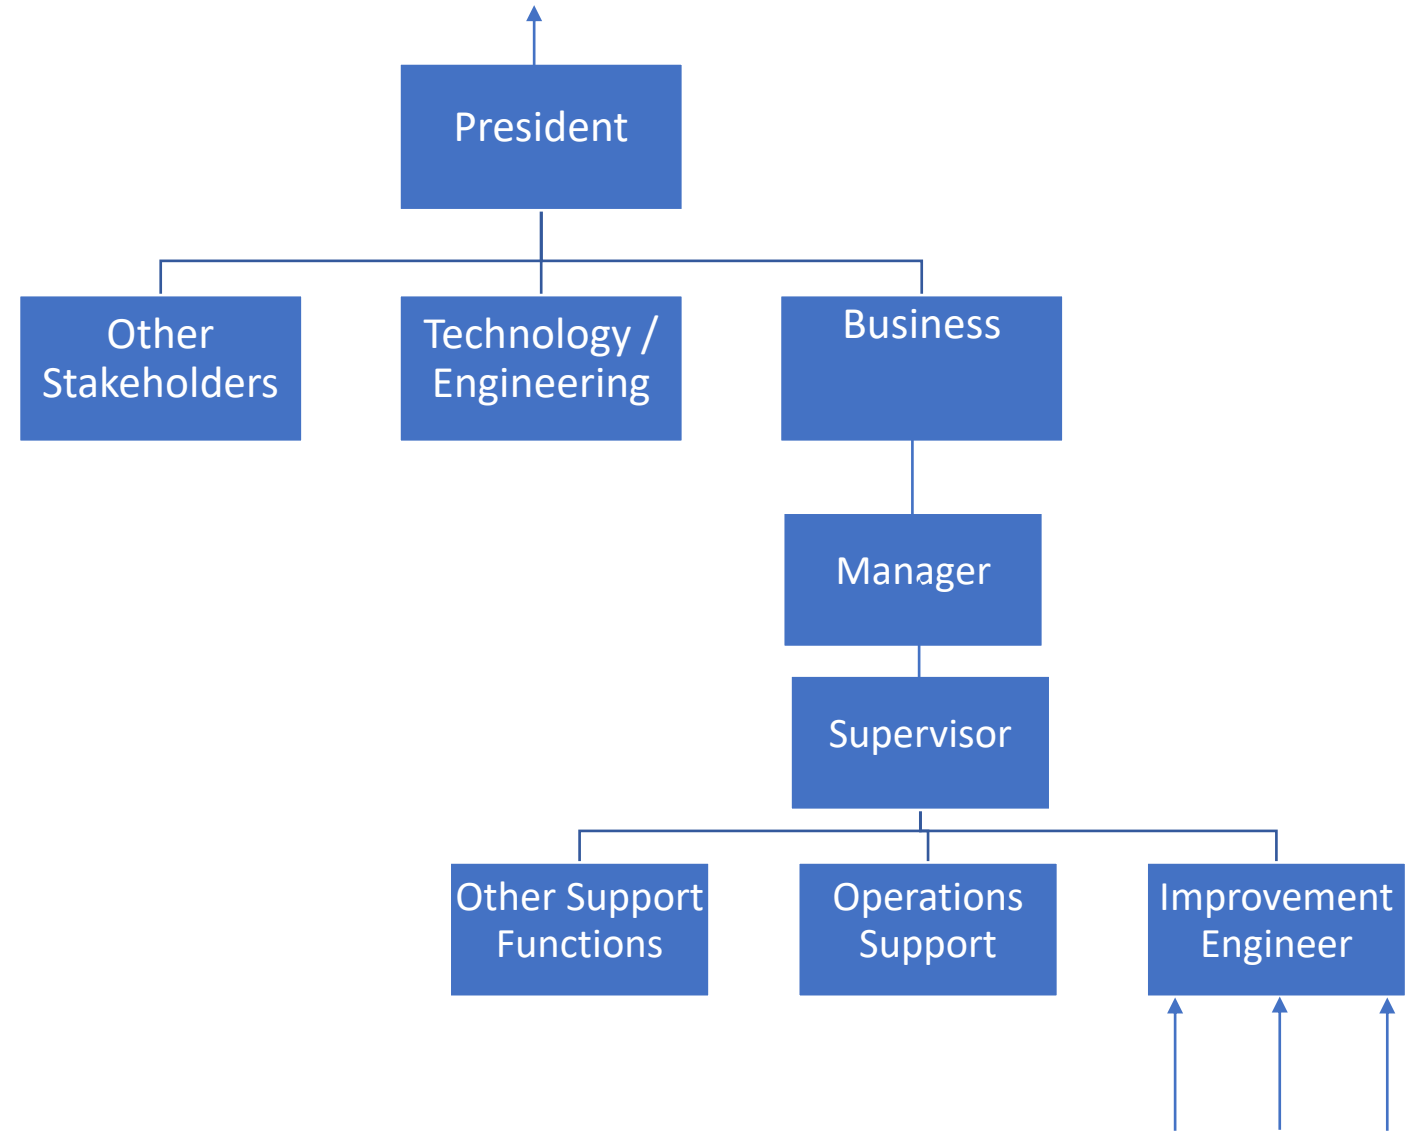 President
Other
Stakeholders
Technology /
Engineering
Business
Manager
Supervisor
Other Support
Functions
Operations
Support
Improvement
Engineer